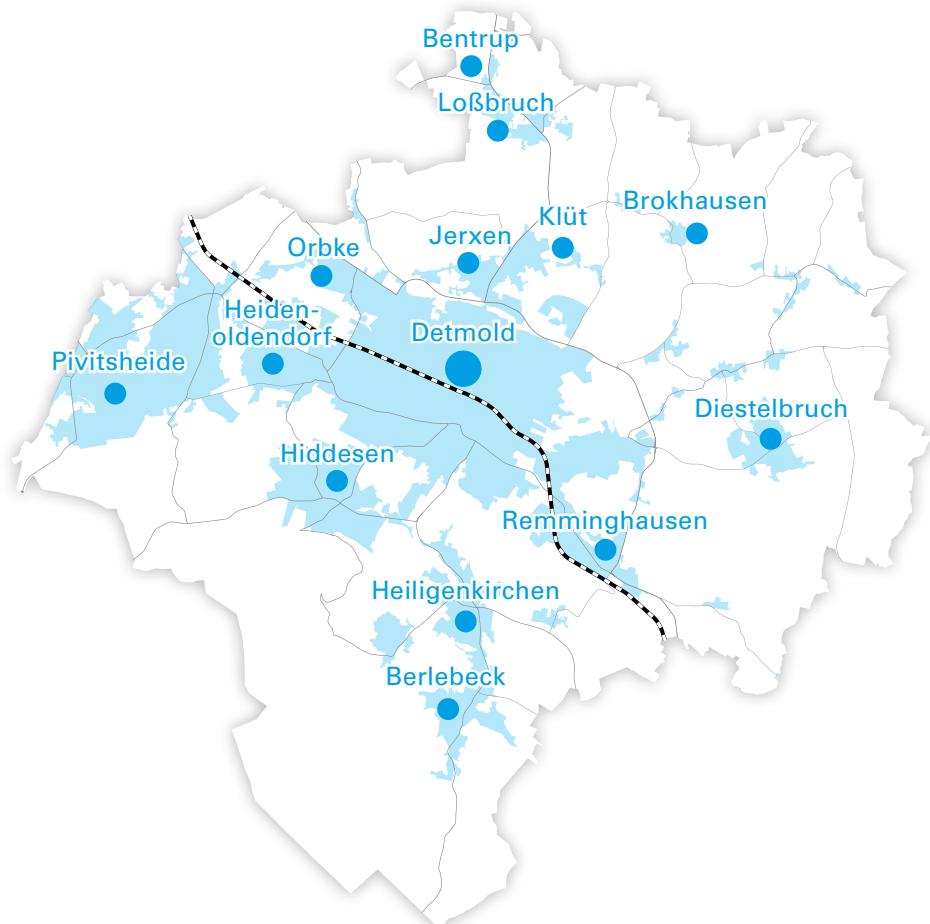 Bentrup
Loßbruch
Brokhausen
Klüt
Jerxen
Orbke
Heiden-
oldendorf
Detmold
Pivitsheide
Diestelbruch
Hiddesen
Remminghausen
Heiligenkirchen
Berlebeck